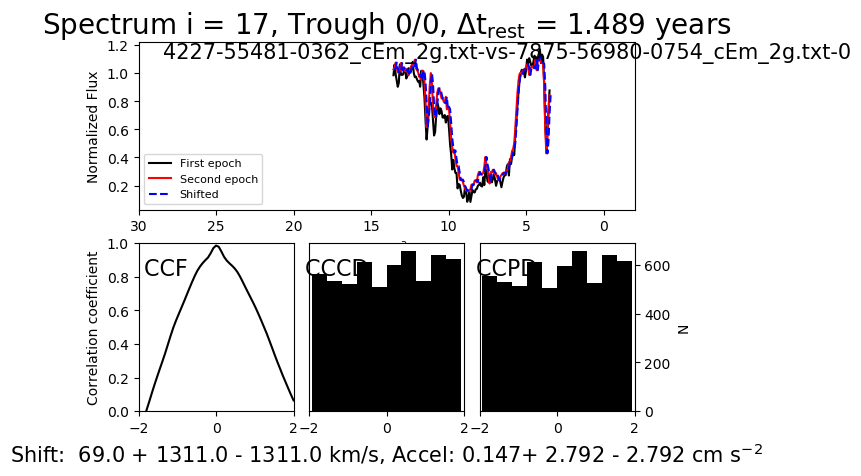 Spectrum i = 17, Trough 0/0, Δt_rest = 1.489 years
4227-55481-0362_cEm_2g.txt-vs-7875-56980-0754_cEm_2g.txt-0
Normalized Flux
1.2
1.0
0.8
0.6
0.4
0.2
First epoch
Second epoch
Shifted
30 25 20 15 10 5 0
Correlation coefficient
1.0
0.8
0.6
0.4
0.2
0.0
CCF
CCCD
CCPD
600
400
200
0
N
−2 0 2
−2 0 2
−2 0 2
Shift:  69.0 + 1311.0 - 1311.0 km/s, Accel: 0.147+ 2.792 - 2.792 cm s⁻²